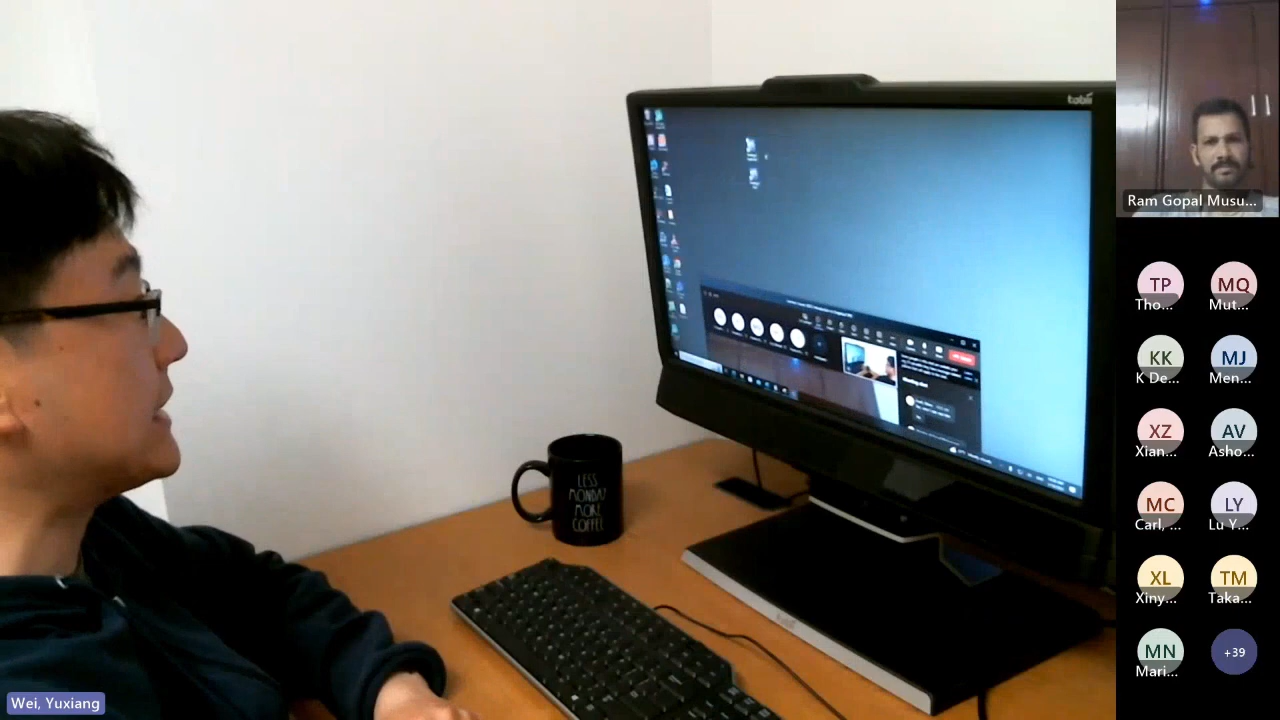 tobii
Ram Gopal Musu...
TP
MQ
Tho...
Mut...
KK
MJ
K De...
Men...
XZ
AV
Xian...
Asho...
LESS
MONDAY
MORE
COFFEE
MC
LY
Carl, ...
Lu Y...
XL
TM
Xiny...
Taka...
MN
+39
Mari...
Wei, Yuxiang